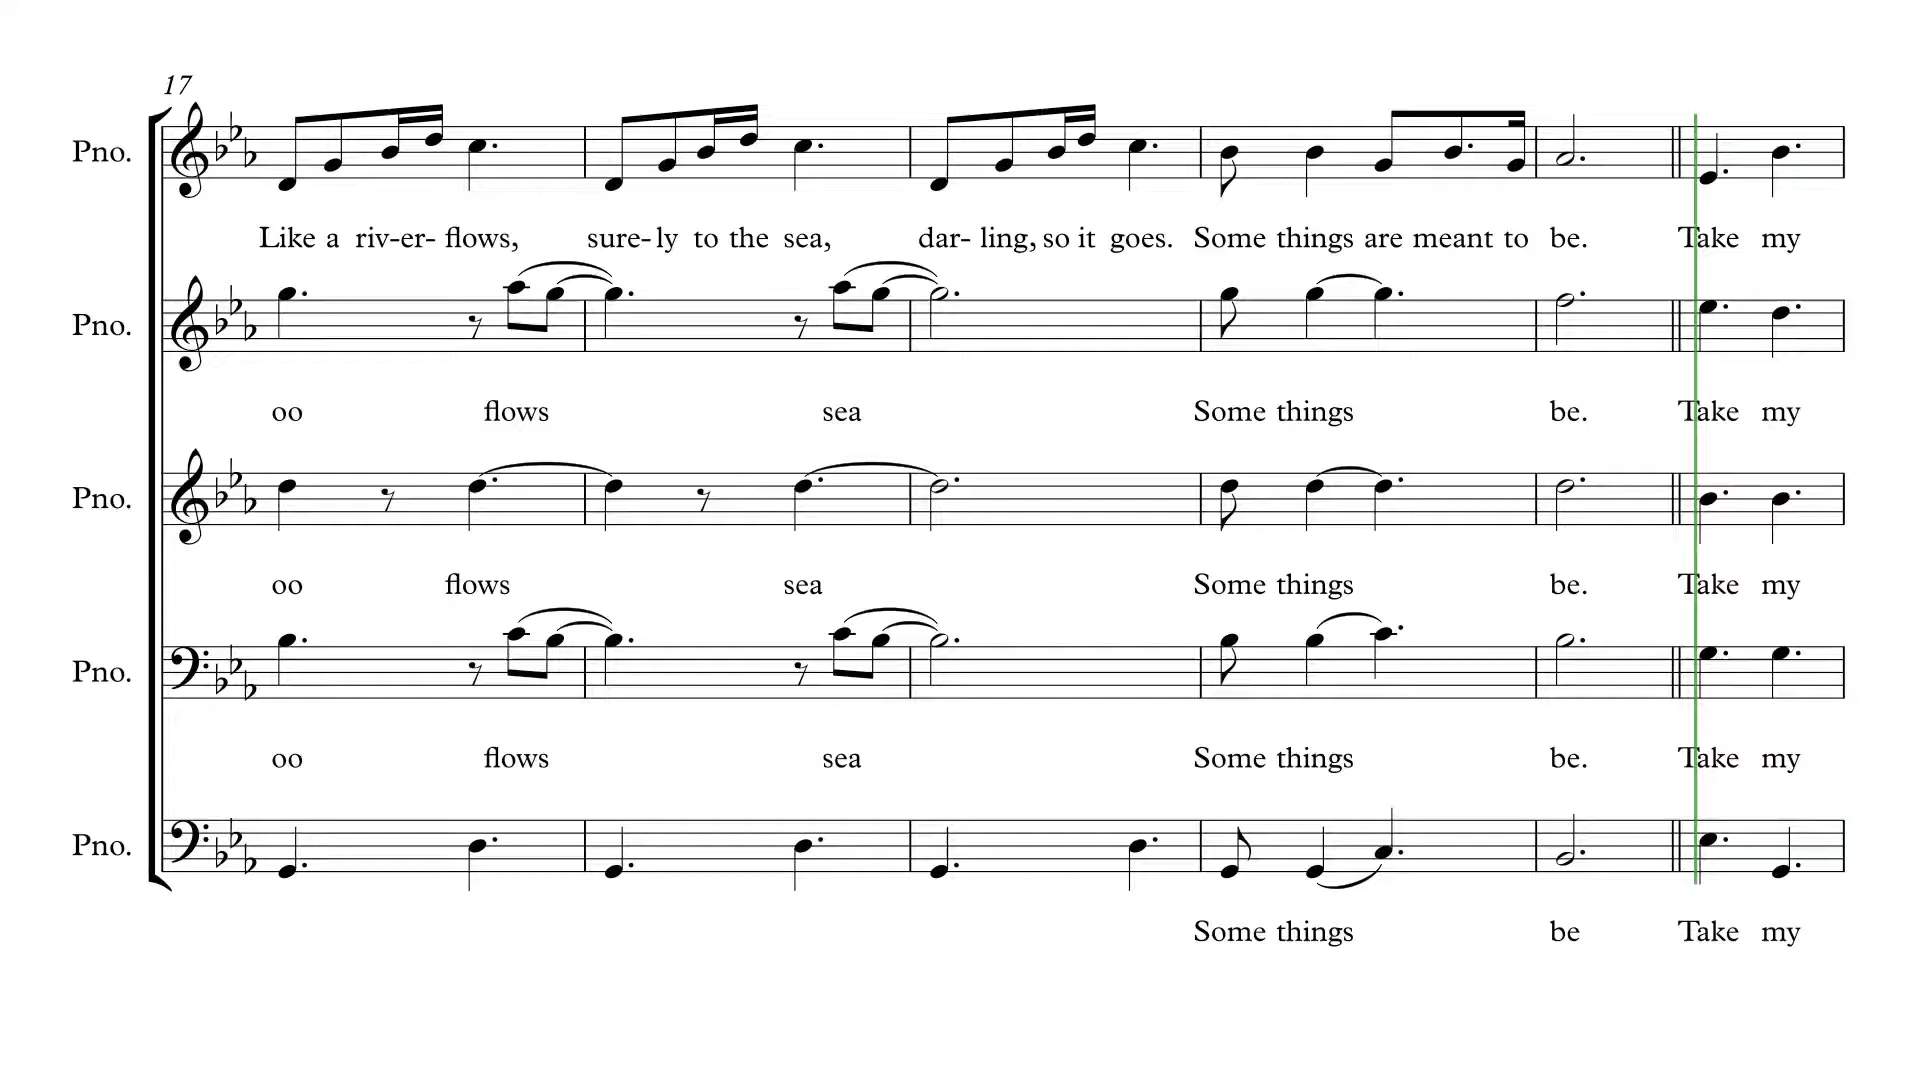 17
Pno.
Like a riv-er- flows, sure-ly to the sea, dar- ling, so it goes. Some things are meant to be. Take my
Pno.
oo flows sea Some things be. Take my
Pno.
oo flows sea Some things be. Take my
Pno.
oo flows sea Some things be. Take my
Pno.
Some things be Take my